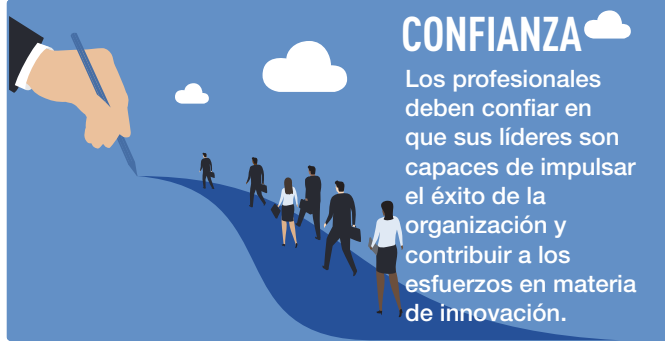 CONFIANZA
Los profesionales
deben confiar en
que sus líderes son
capaces de impulsar
el éxito de la
organización y
contribuir a los
esfuerzos en materia
de innovación.